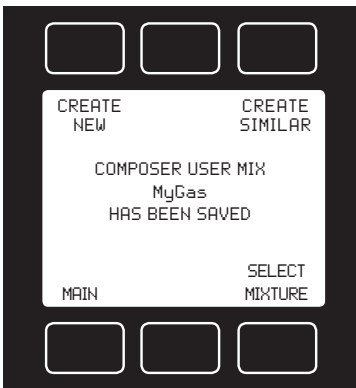 CREATE NEW
CREATE SIMILAR
COMPOSER USER MIX
MyGas
HAS BEEN SAVED
MAIN
SELECT MIXTURE